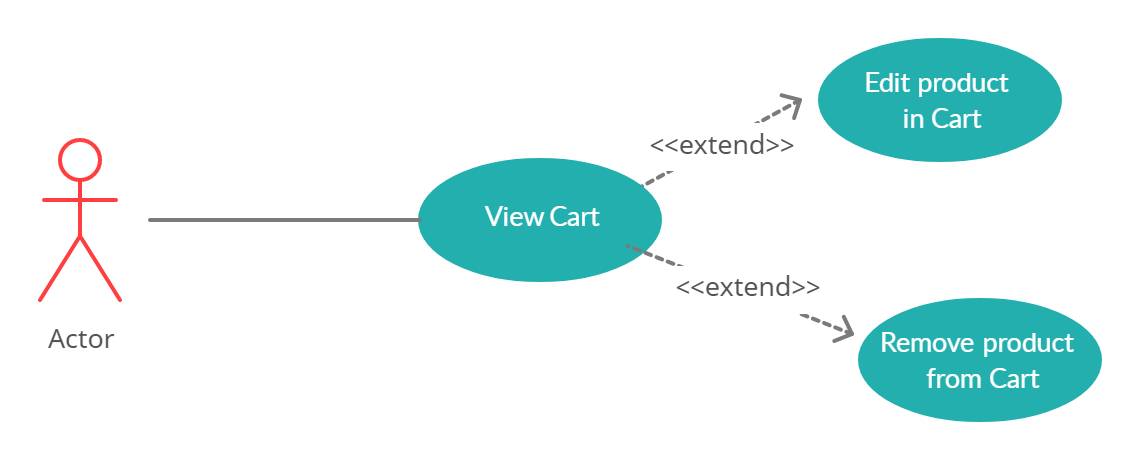 Edit product
in Cart
<<extend>>
View Cart
<<extend>>
Actor
Remove product
from Cart